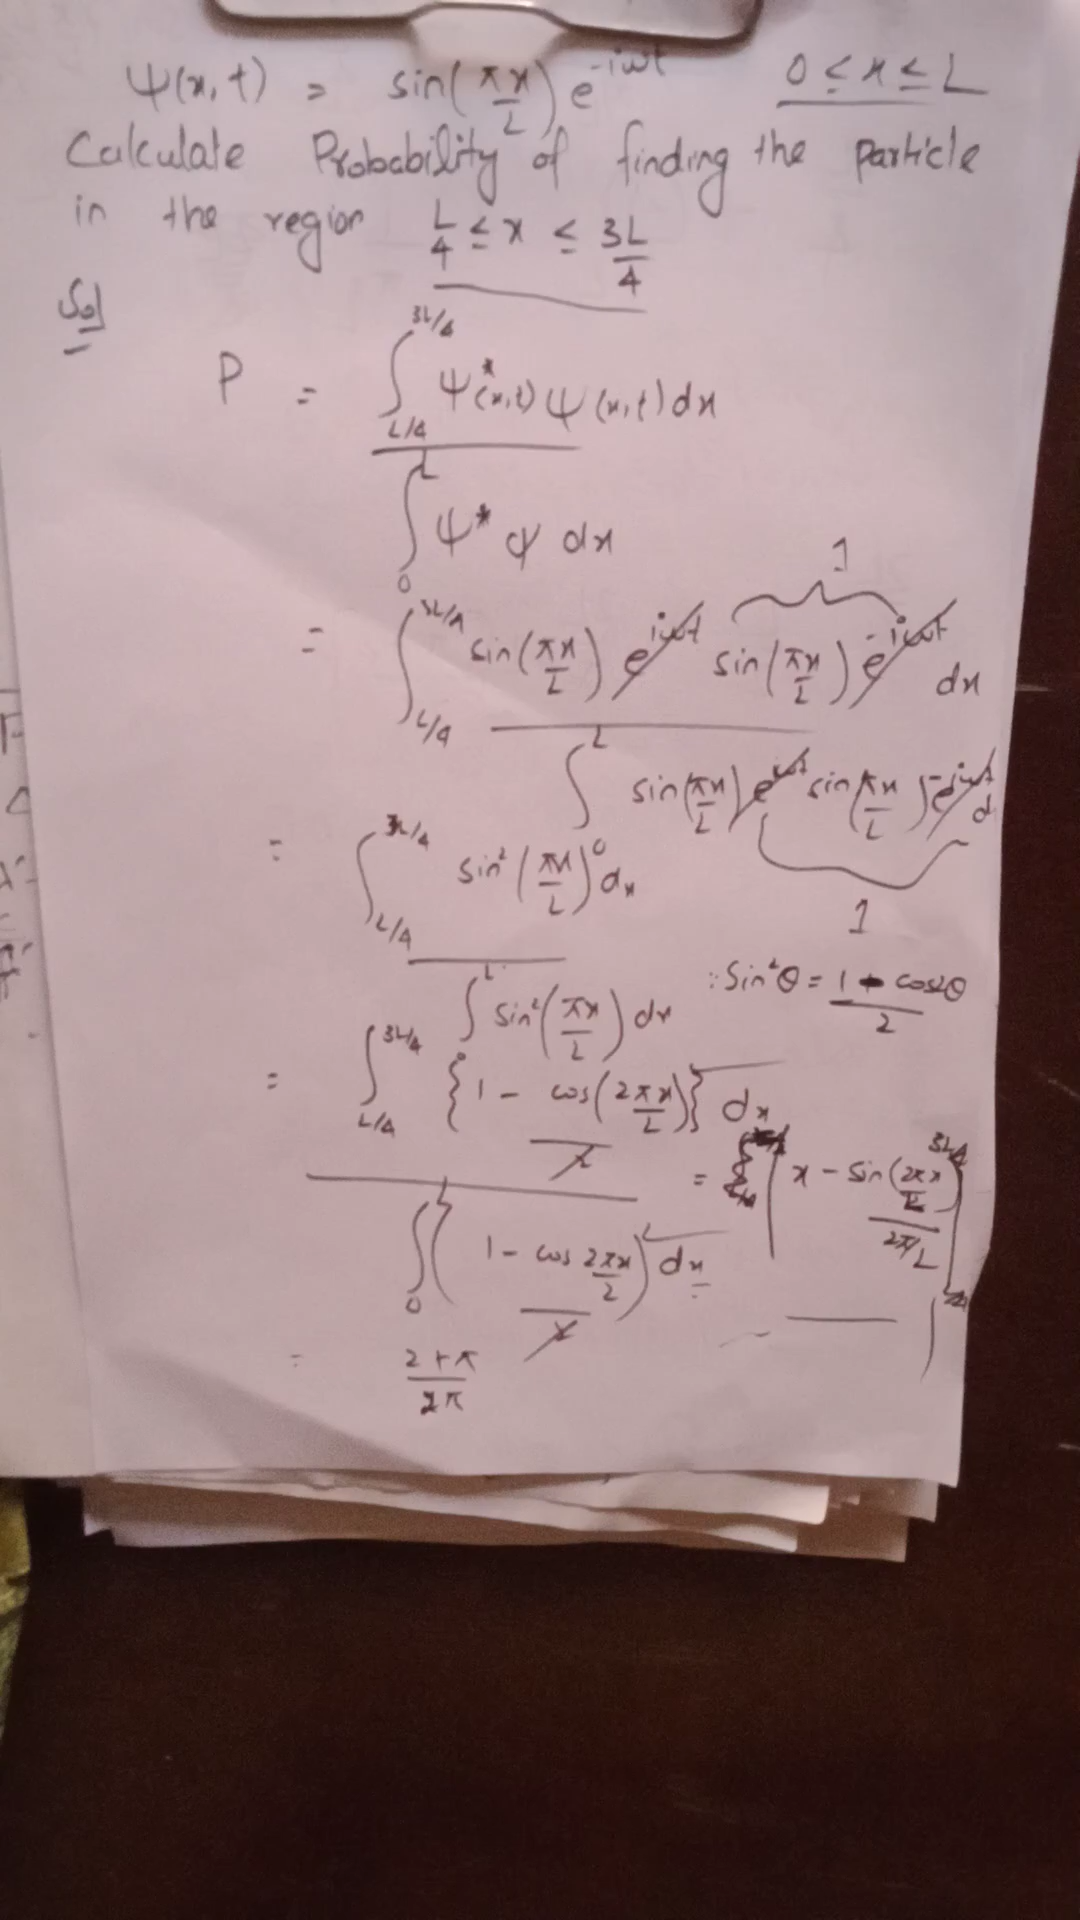 Ψ(x,t) = sin(πx/L) e^-iωt    0 ≤ x ≤ L
Calculate Probability of finding the particle
in the region L/4 ≤ x ≤ 3L/4
Sol
P = ∫_{L/4}^{3L/4} Ψ*(x,t) Ψ(x,t) dx
∫_0^L Ψ* Ψ dx
1
= ∫_{L/4}^{3L/4} sin(πx/L) e^iωt sin(πx/L) e^-iωt dx
∫_0^L sin(πx/L) e^iωt sin(πx/L) e^-iωt d
1
= ∫_{L/4}^{3L/4} sin²(πx/L) dx
∫_0^L sin²(πx/L) dx    ∵ Sin²θ = 1 - cos2θ / 2
= ∫_{L/4}^{3L/4} {1 - cos(2πx/L)} / 2 dx
= | x - sin(2πx/L) / 2π/L |^{3L/4}
∫_0^L (1 - cos 2πx/L) / 2 dx
= 2+π / 2π